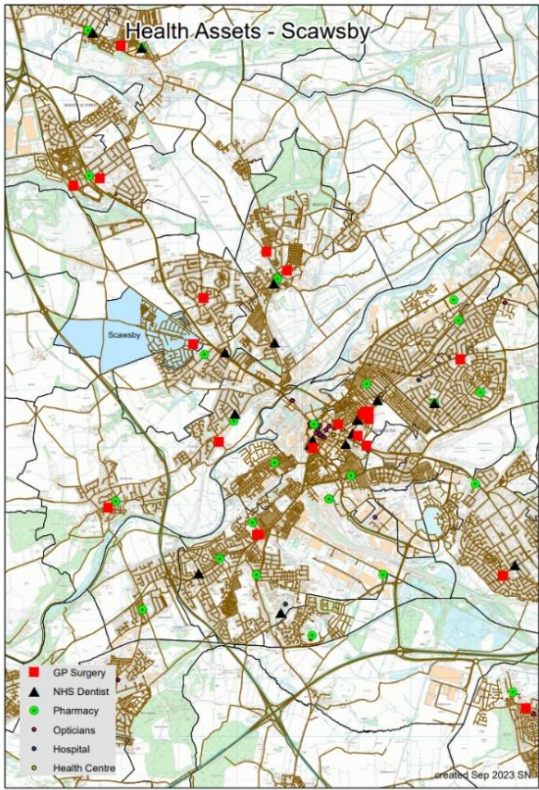 Health Assets - Scawsby
Scawsby
GP Surgery
NHS Dentist
Pharmacy
Opticians
Hospital
Health Centre
created Sep 2023 SN